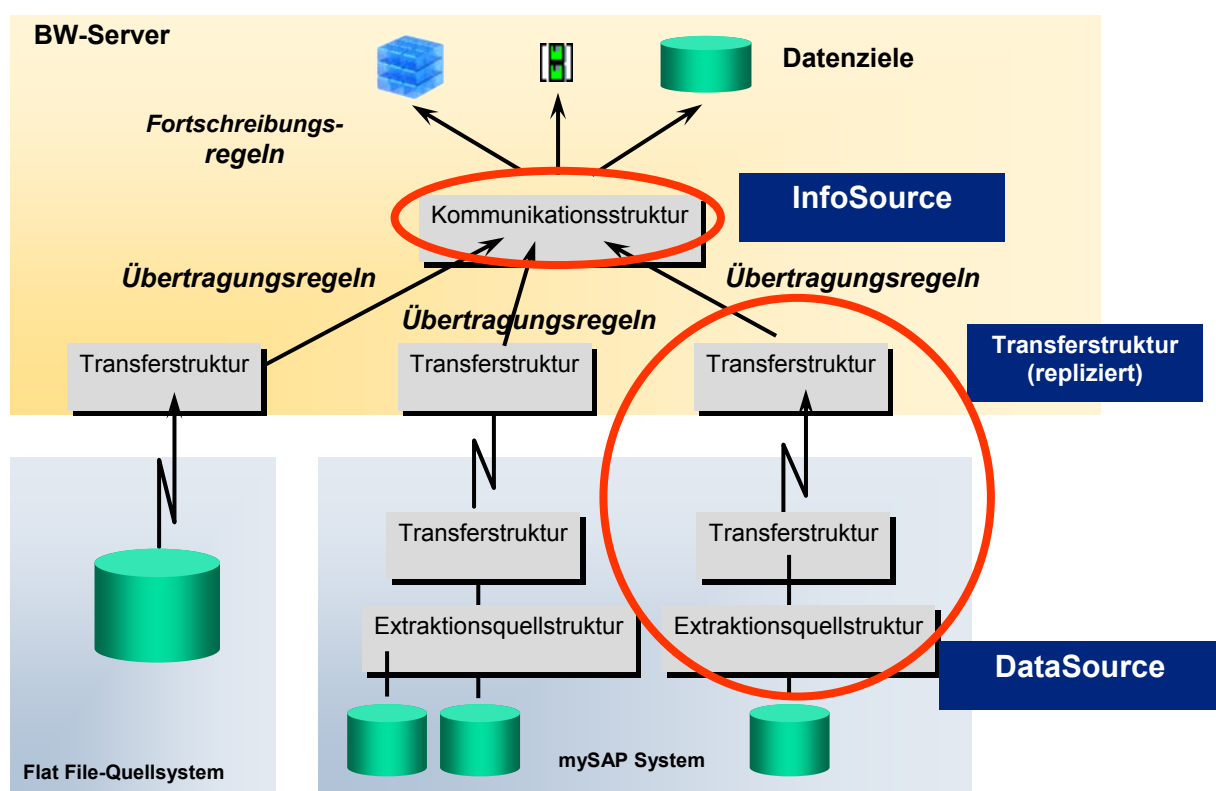 BW-Server
Datenziele
Fortschreibungs-
regeln
InfoSource
Kommunikationsstruktur
Übertragungsregeln
Übertragungsregeln
Übertragungsregeln
Transferstruktur
(repliziert)
Transferstruktur
Transferstruktur
Transferstruktur
Transferstruktur
Transferstruktur
Extraktionsquellstruktur
Extraktionsquellstruktur
DataSource
Flat File-Quellsystem
mySAP System